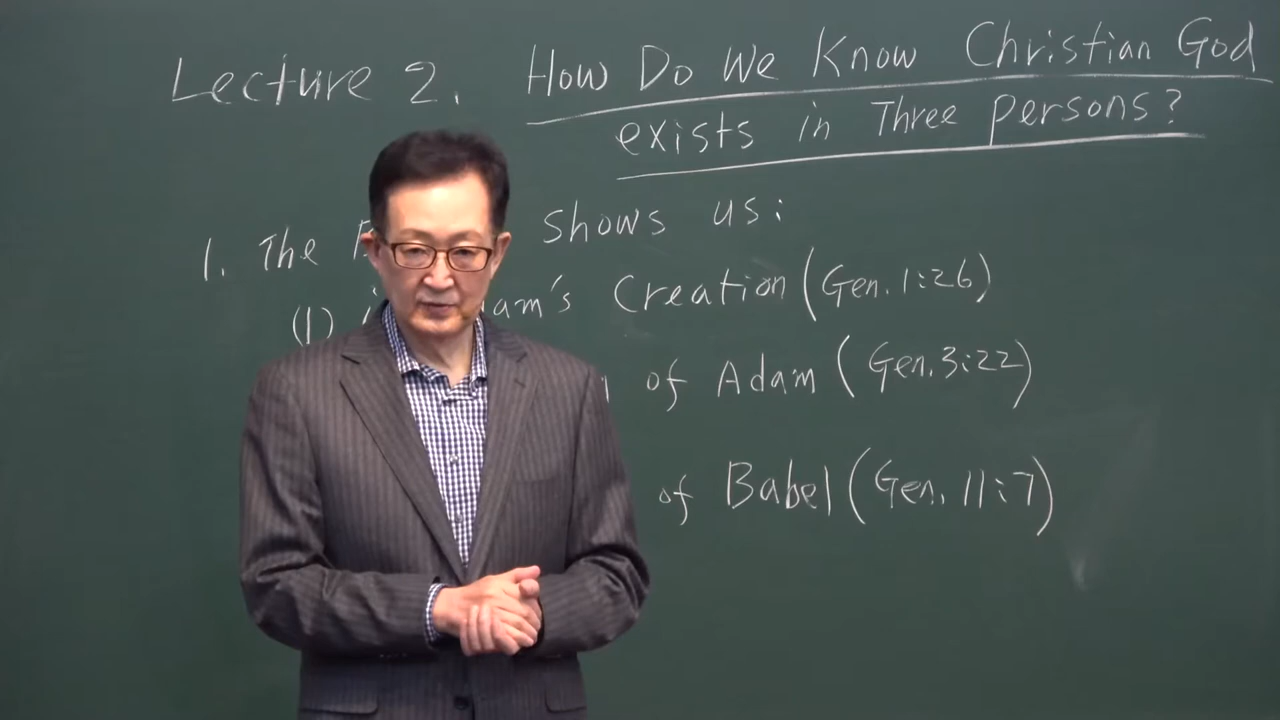 Lecture 2. How Do We Know Christian God
exists in Three persons?
1. The shows us:
(1) Adam's Creation (Gen. 1:26)
of Adam (Gen. 3:22)
of Babel (Gen. 11:7)